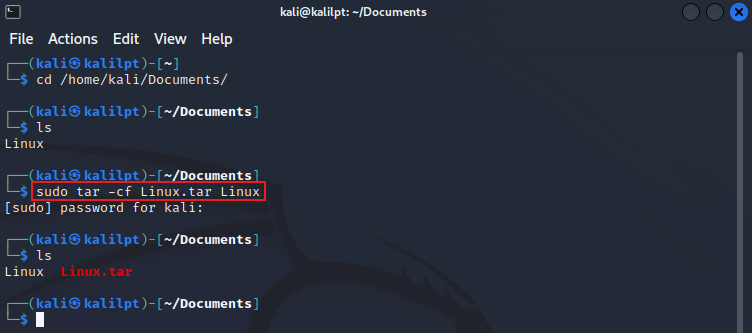 kali@kalilpt: ~/Documents
File Actions Edit View Help
┌──(kali㉿kalilpt)-[~]
└─$ cd /home/kali/Documents/
┌──(kali㉿kalilpt)-[~/Documents]
└─$ ls
Linux
┌──(kali㉿kalilpt)-[~/Documents]
└─$ sudo tar -cf Linux.tar Linux
[sudo] password for kali:
┌──(kali㉿kalilpt)-[~/Documents]
└─$ ls
Linux  Linux.tar
┌──(kali㉿kalilpt)-[~/Documents]
└─$